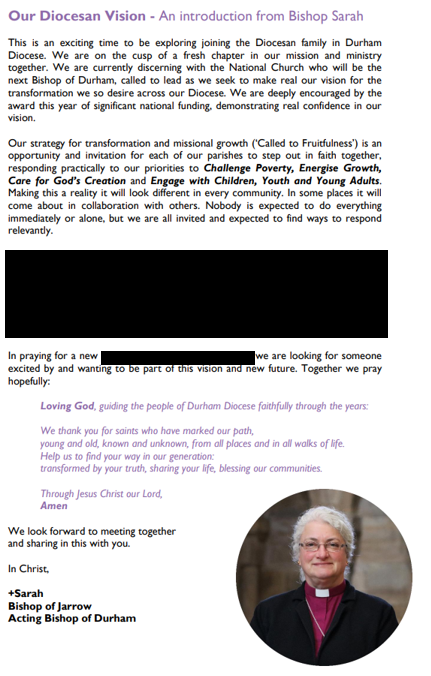 Our Diocesan Vision - An introduction from Bishop Sarah
This is an exciting time to be exploring joining the Diocesan family in Durham
Diocese. We are on the cusp of a fresh chapter in our mission and ministry
together. We are currently discerning with the National Church who will be the
next Bishop of Durham, called to lead as we seek to make real our vision for the
transformation we so desire across our Diocese. We are deeply encouraged by the
award this year of significant national funding, demonstrating real confidence in our
vision.
Our strategy for transformation and missional growth (‘Called to Fruitfulness’) is an
opportunity and invitation for each of our parishes to step out in faith together,
responding practically to our priorities to Challenge Poverty, Energise Growth,
Care for God’s Creation and Engage with Children, Youth and Young Adults.
Making this a reality it will look different in every community. In some places it will
come about in collaboration with others. Nobody is expected to do everything
immediately or alone, but we are all invited and expected to find ways to respond
relevantly.
In praying for a new we are looking for someone
excited by and wanting to be part of this vision and new future. Together we pray
hopefully:
Loving God, guiding the people of Durham Diocese faithfully through the years:
We thank you for saints who have marked our path,
young and old, known and unknown, from all places and in all walks of life.
Help us to find your way in our generation:
transformed by your truth, sharing your life, blessing our communities.
Through Jesus Christ our Lord,
Amen
We look forward to meeting together
and sharing in this with you.
In Christ,
+Sarah
Bishop of Jarrow
Acting Bishop of Durham